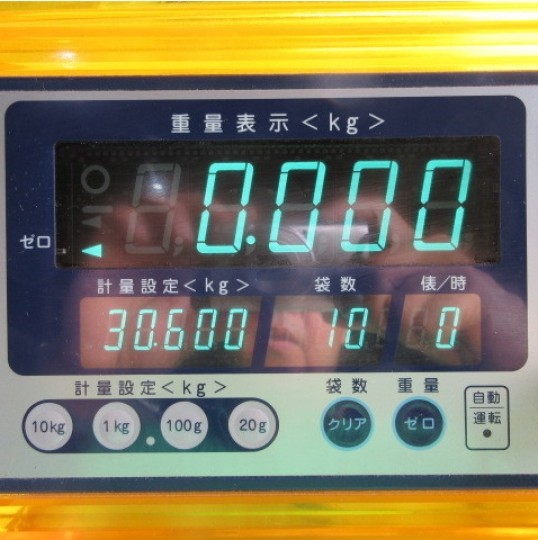 重量表示<kg>
0.000
ゼロ
計量設定<kg> 袋数 俵/時
30.600 10 0
計量設定<kg> 袋数 重量
10kg 1kg 100g 20g クリア ゼロ 自動運転